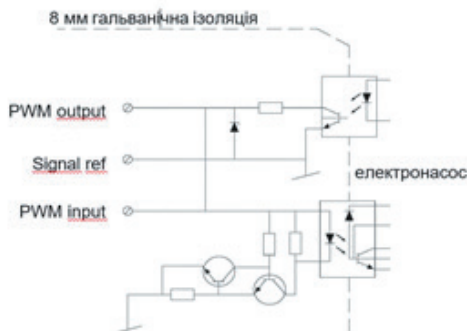 8 мм гальванічна ізоляція
PWM output
Signal ref
електронасос
PWM input